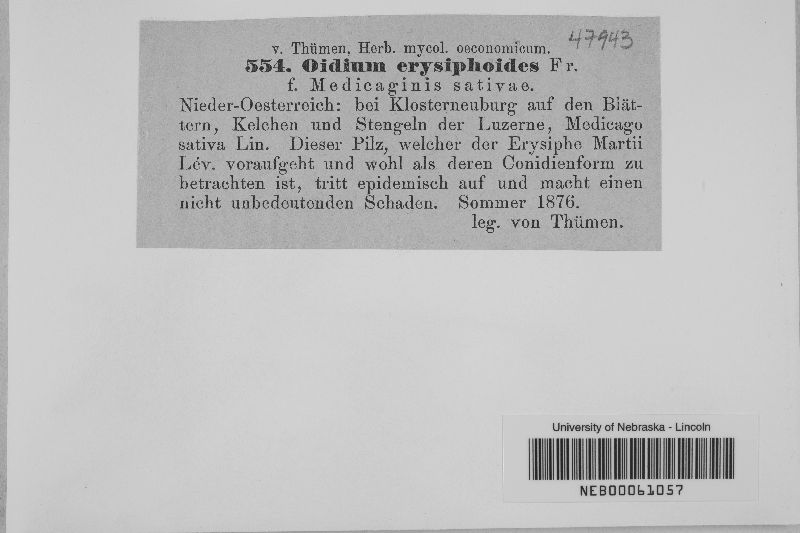 v. Thümen, Herb. mycol. oeconomicum.
47943
554. Oidium erysiphoides Fr.
f. Medicaginis sativae.
Nieder-Oesterreich: bei Klosterneuburg auf den Blät-
tern, Kelchen und Stengeln der Luzerne, Medicago
sativa Lin. Dieser Pilz, welcher der Erysiphe Martii
Lév. voraufgeht und wohl als deren Conidienform zu
betrachten ist, tritt epidemisch auf und macht einen
nicht unbedeutenden Schaden. Sommer 1876.
leg. von Thümen.
University of Nebraska - Lincoln
NEB00061057